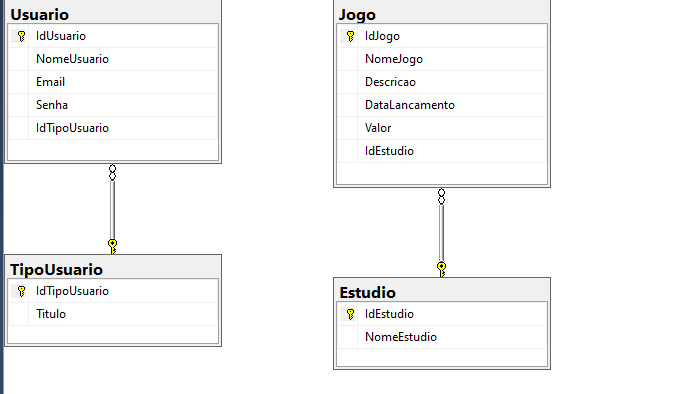 Usuario
IdUsuario
NomeUsuario
Email
Senha
IdTipoUsuario
TipoUsuario
IdTipoUsuario
Titulo
Jogo
IdJogo
NomeJogo
Descricao
DataLancamento
Valor
IdEstudio
Estudio
IdEstudio
NomeEstudio